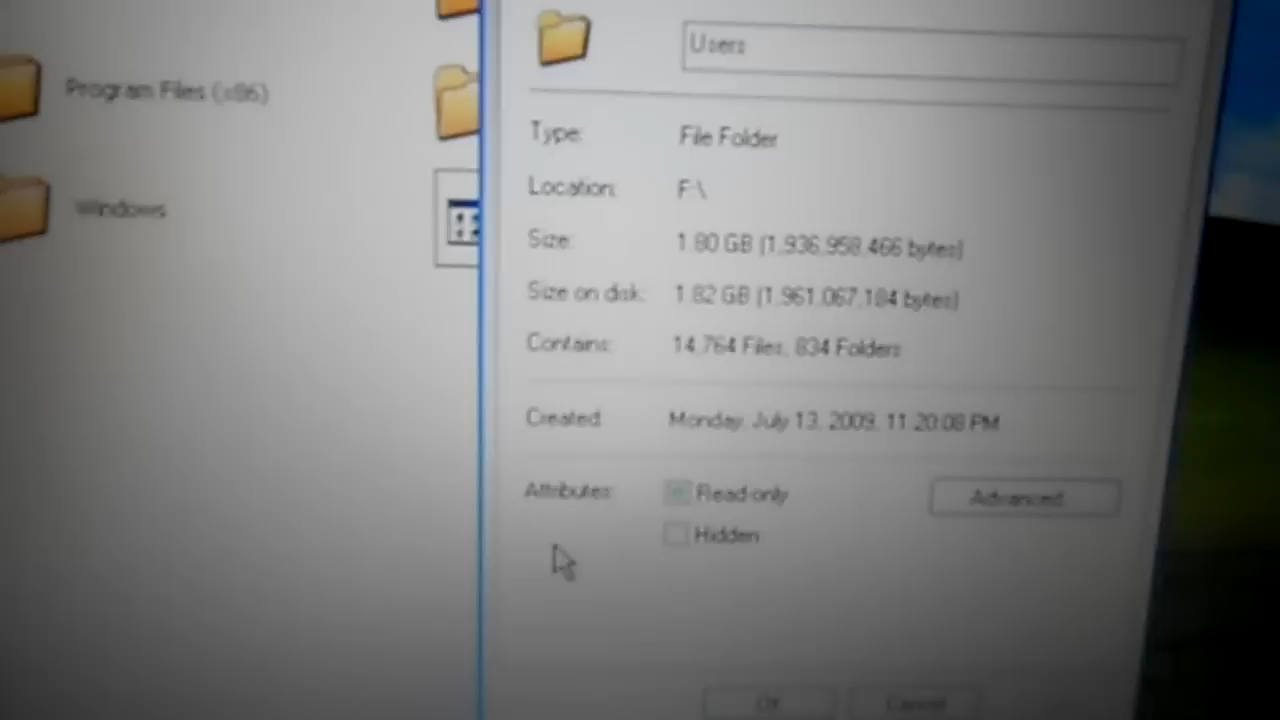 Program Files (x86)
Windows
Users
Type: File Folder
Location: F:\
Size: 1.80 GB (1,936,958,466 bytes)
Size on disk: 1.82 GB (1,961,067,184 bytes)
Contains: 14,764 Files, 834 Folders
Created: Monday, July 13, 2009, 11:20:08 PM
Attributes: Read-only Advanced...
Hidden
OK Cancel